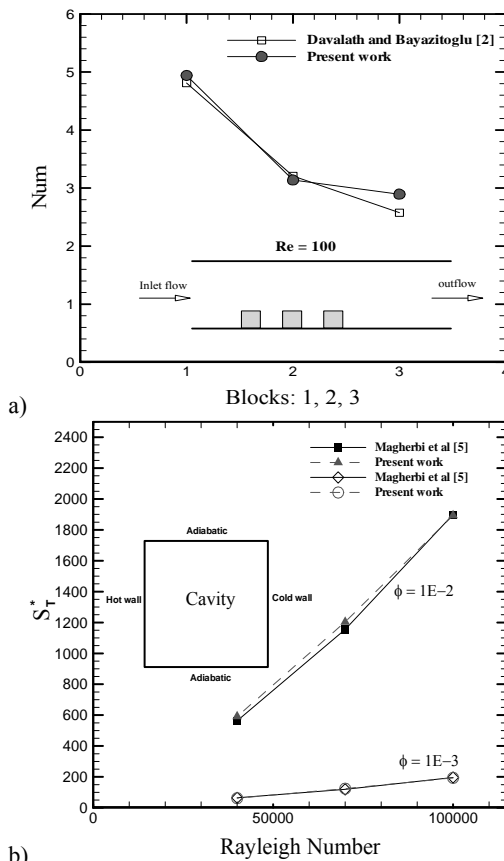 Davalath and Bayazitoglu [2]
Present work
6
5
4
3
2
1
0
Num
Re = 100
Inlet flow
outflow
0
1
2
3
4
Blocks: 1, 2, 3
a)
2400
2200
2000
1800
1600
1400
1200
1000
800
600
400
200
0
S*T
Magherbi et al [5]
Present work
Magherbi et al [5]
Present work
Adiabatic
Hot wall
Cavity
Cold wall
Adiabatic
ϕ = 1E−2
ϕ = 1E−3
0
50000
100000
Rayleigh Number
b)